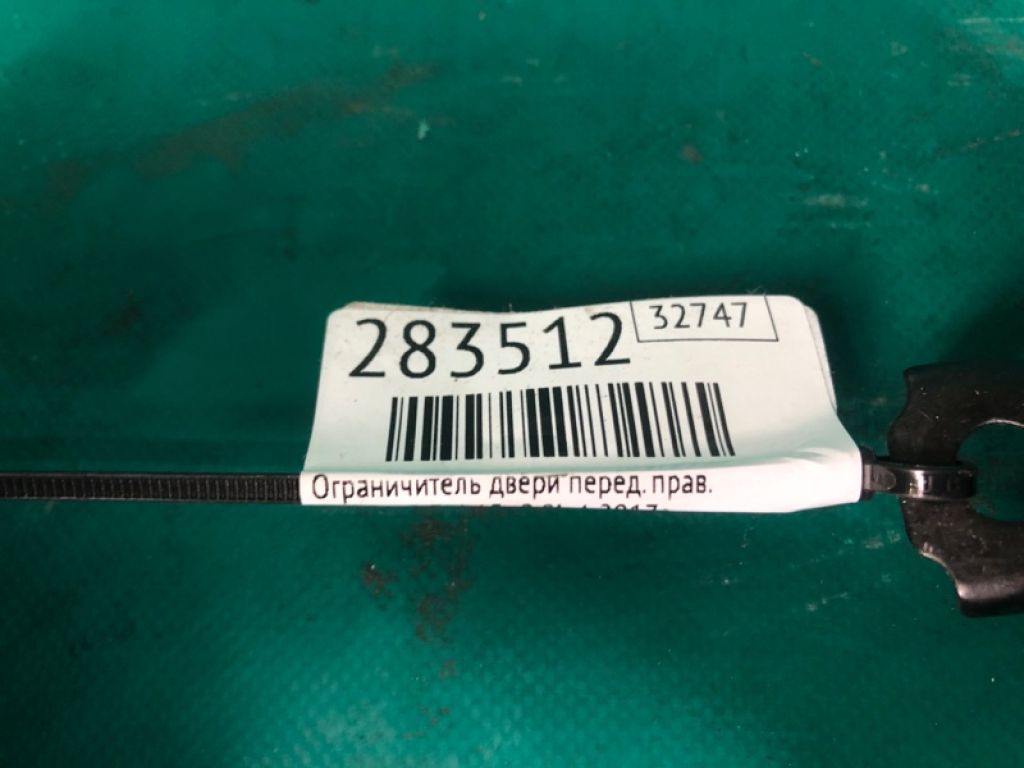 283512
32747
Ограничитель двери перед. прав.